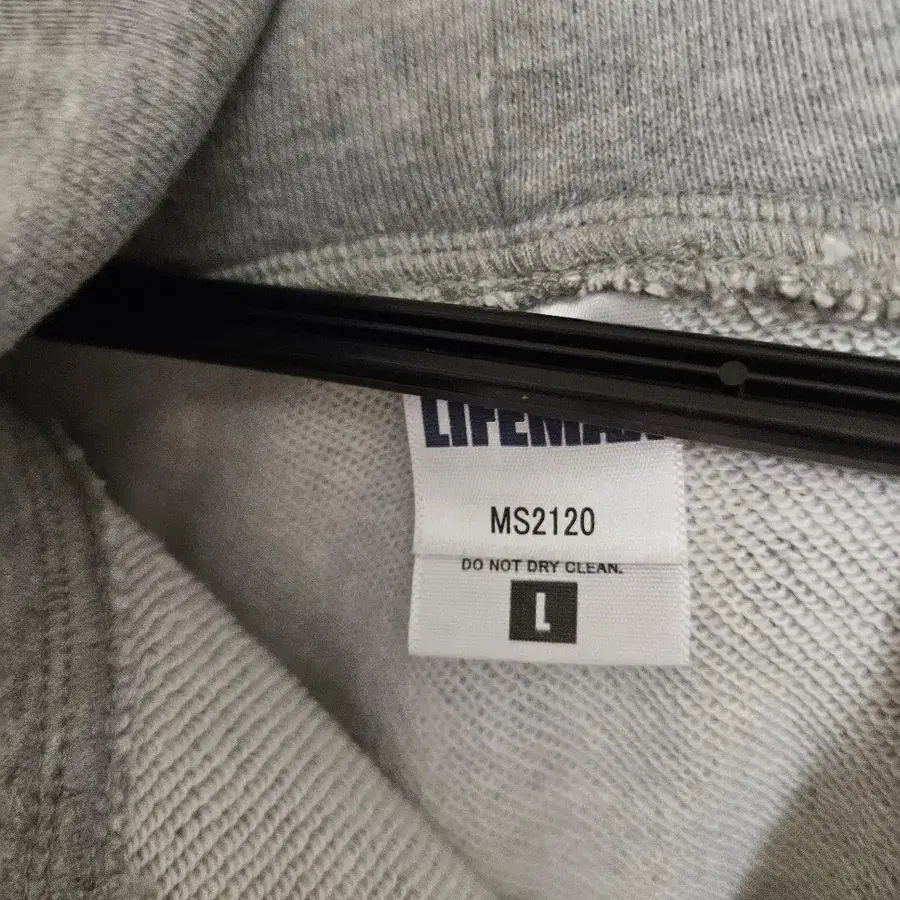 MS2120
DO NOT DRY CLEAN.
L